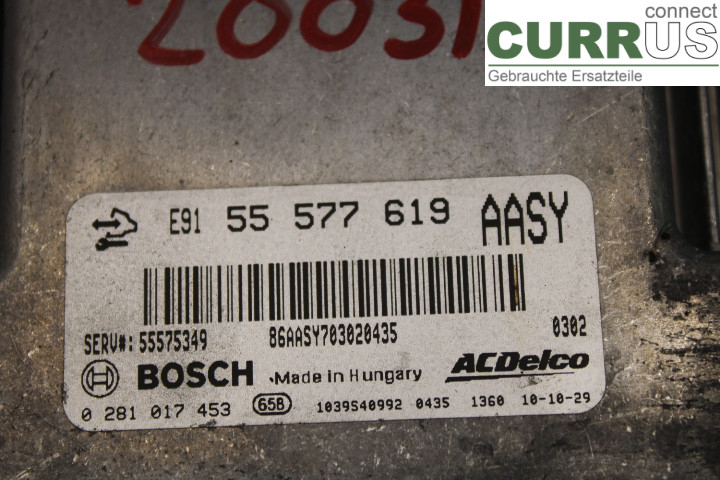 20031
connect
CURRUS
Gebrauchte Ersatzteile
E91 55 577 619 AASY
SERV#: 55575349 86AASY703020435 0302
BOSCH Made in Hungary ACDelco
0 281 017 453 65B 1039S40992 0435 1360 10-10-29